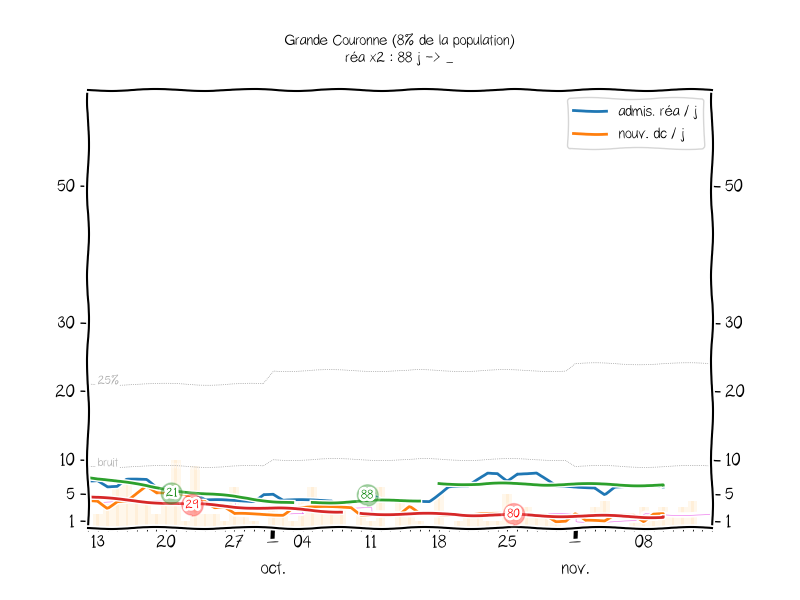 Grande Couronne (8% de la population)
réa x2 : 88 j -> _
admis. réa / j
nouv. dc / j
50 50
30 30
25%
20 20
bruit
10 10
88
21
5 5
29
80
1 1
13 20 27 04 11 18 25 08
oct. nov.